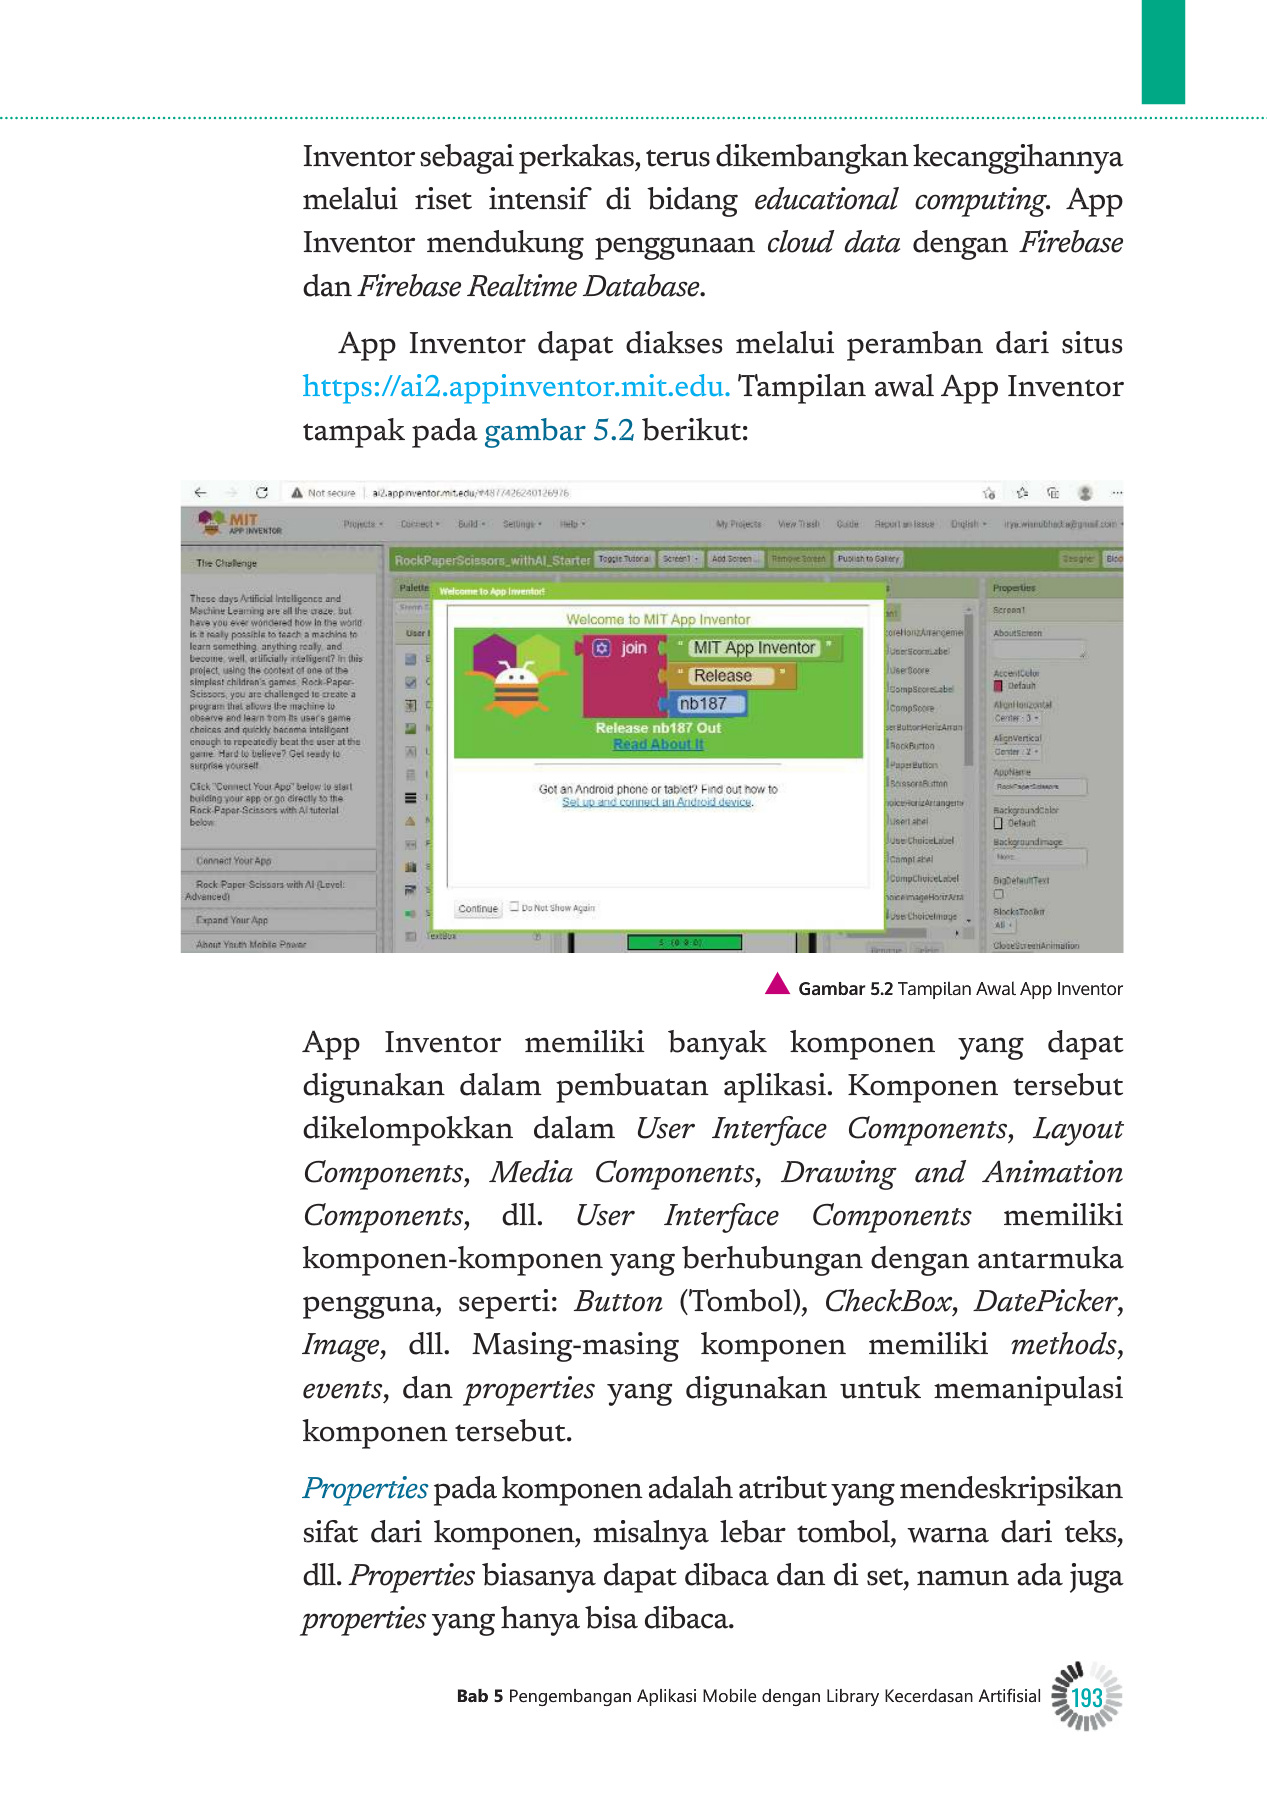 Inventor sebagai perkakas, terus dikembangkan kecanggihannya
melalui riset intensif di bidang educational computing. App
Inventor mendukung penggunaan cloud data dengan Firebase
dan Firebase Realtime Database.
App Inventor dapat diakses melalui peramban dari situs
https://ai2.appinventor.mit.edu. Tampilan awal App Inventor
tampak pada gambar 5.2 berikut:
Not secure | ai2.appinventor.mit.edu/#4877426240126976
MIT
APP INVENTOR
Projects Connect Build Settings Help My Projects View Trash Guide Report an Issue English
The Challenge
These days Artificial Intelligence and
Machine Learning are all the craze, but
have you ever wondered how in the world
is it really possible to teach a machine to
learn something, anything really, and
become, well, artificially intelligent? In this
project, using the context of one of the
simplest children's games, Rock-Paper-
Scissors, you are challenged to create a
program that allows the machine to
observe and learn from its user's game
choices and quickly become intelligent
enough to repeatedly beat the user at the
game. Hard to believe? Get ready to
surprise yourself.
Click "Connect Your App" below to start
building your app or go directly to the
Rock-Paper-Scissors with AI tutorial
below.
Connect Your App
Rock-Paper-Scissors with AI (Level:
Advanced)
Expand Your App
About Youth Mobile Power
RockPaperScissors_withAI_Starter Toggle Tutorial Screen1 Add Screen ... Remove Screen Publish to Gallery Designer
Palette
User
TextBox
Welcome to App Inventor!
Welcome to MIT App Inventor
join " MIT App Inventor "
" Release "
nb187
Release nb187 Out
Read About It
Got an Android phone or tablet? Find out how to
Set up and connect an Android device.
Continue Do Not Show Again
UserScoreLabel
UserScore
CompScoreLabel
CompScore
RockButton
PaperButton
ScissorsButton
UserLabel
UserChoiceLabel
CompLabel
CompChoiceLabel
UserChoiceImage
Rename Delete
Properties
Screen1
AboutScreen
AccentColor
Default
AlignHorizontal
Center : 3
AlignVertical
Center : 2
AppName
RockPaperScissors
BackgroundColor
Default
BackgroundImage
None...
BigDefaultText
BlocksToolkit
All
CloseScreenAnimation
Gambar 5.2 Tampilan Awal App Inventor
App Inventor memiliki banyak komponen yang dapat
digunakan dalam pembuatan aplikasi. Komponen tersebut
dikelompokkan dalam User Interface Components, Layout
Components, Media Components, Drawing and Animation
Components, dll. User Interface Components memiliki
komponen-komponen yang berhubungan dengan antarmuka
pengguna, seperti: Button (Tombol), CheckBox, DatePicker,
Image, dll. Masing-masing komponen memiliki methods,
events, dan properties yang digunakan untuk memanipulasi
komponen tersebut.
Properties pada komponen adalah atribut yang mendeskripsikan
sifat dari komponen, misalnya lebar tombol, warna dari teks,
dll. Properties biasanya dapat dibaca dan di set, namun ada juga
properties yang hanya bisa dibaca.
Bab 5 Pengembangan Aplikasi Mobile dengan Library Kecerdasan Artifisial 193